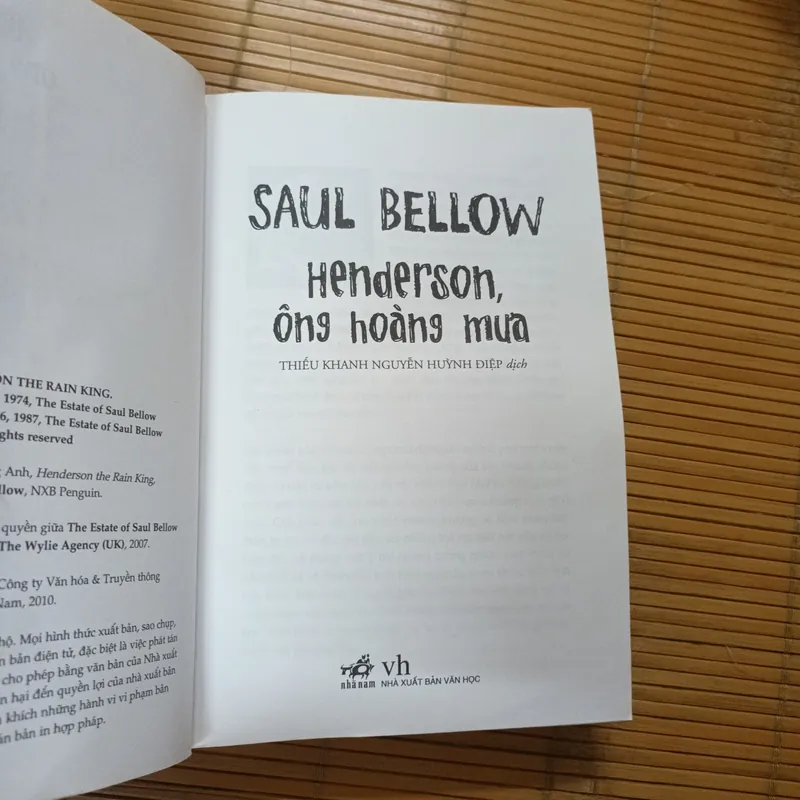 ON THE RAIN KING.
1974, The Estate of Saul Bellow
6, 1987, The Estate of Saul Bellow
ghts reserved
Anh, Henderson the Rain King,
llow, NXB Penguin.
quyền giữa The Estate of Saul Bellow
The Wylie Agency (UK), 2007.
Công ty Văn hóa & Truyền thông
Nam, 2010.
hộ. Mọi hình thức xuất bản, sao chụp,
n bản điện tử, đặc biệt là việc phát tán
cho phép bằng văn bản của Nhà xuất
n hại đến quyền lợi của nhà xuất bản
khích những hành vi vi phạm bản
án bản in hợp pháp.
SAUL BELLOW
Henderson,
ông hoàng mưa
THIẾU KHANH NGUYỄN HUỲNH ĐIỆP dịch
nhã nam
vh
NHÀ XUẤT BẢN VĂN HỌC